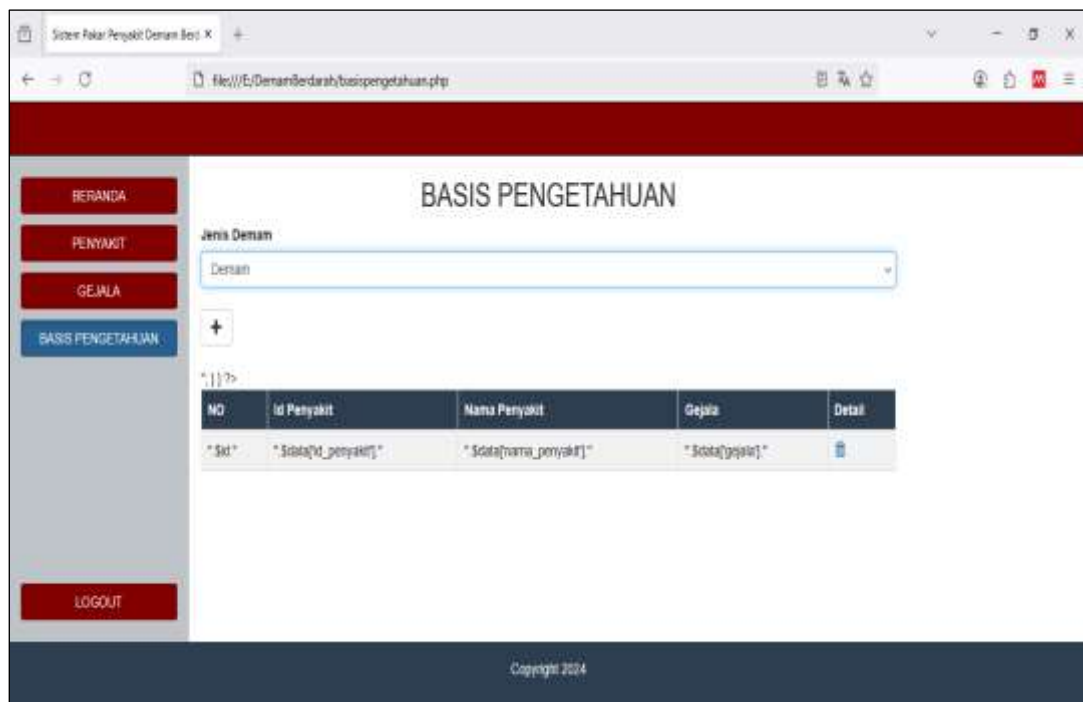 Sistem Pakar Penyakit Demam Berd
file:///E:/DemamBerdarah/basispengetahuan.php
BERANDA
PENYAKIT
GEJALA
BASIS PENGETAHUAN
LOGOUT
BASIS PENGETAHUAN
Jenis Demam
Demam
+
"; } } ?>
NO Id Penyakit Nama Penyakit Gejala Detail
".$id." ".$data['id_penyakit']." ".$data['nama_penyakit']." ".$data['gejala']."
Copyright 2024